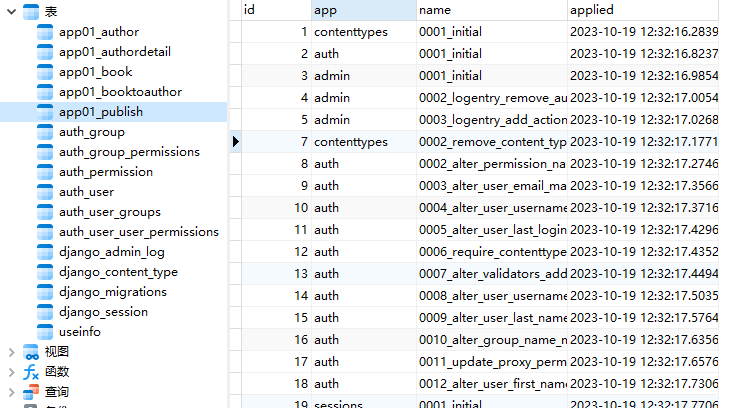 表
app01_author
app01_authordetail
app01_book
app01_booktoauthor
app01_publish
auth_group
auth_group_permissions
auth_permission
auth_user
auth_user_groups
auth_user_user_permissions
django_admin_log
django_content_type
django_migrations
django_session
useinfo
视图
函数
查询
id app name applied
1 contenttypes 0001_initial 2023-10-19 12:32:16.2839
2 auth 0001_initial 2023-10-19 12:32:16.8237
3 admin 0001_initial 2023-10-19 12:32:16.9854
4 admin 0002_logentry_remove_au 2023-10-19 12:32:17.0054
5 admin 0003_logentry_add_action 2023-10-19 12:32:17.0268
7 contenttypes 0002_remove_content_typ 2023-10-19 12:32:17.1771
8 auth 0002_alter_permission_na 2023-10-19 12:32:17.2746
9 auth 0003_alter_user_email_ma 2023-10-19 12:32:17.3566
10 auth 0004_alter_user_username 2023-10-19 12:32:17.3716
11 auth 0005_alter_user_last_login 2023-10-19 12:32:17.4296
12 auth 0006_require_contenttype 2023-10-19 12:32:17.4352
13 auth 0007_alter_validators_add 2023-10-19 12:32:17.4494
14 auth 0008_alter_user_username 2023-10-19 12:32:17.5035
15 auth 0009_alter_user_last_name 2023-10-19 12:32:17.5764
16 auth 0010_alter_group_name_n 2023-10-19 12:32:17.6356
17 auth 0011_update_proxy_perm 2023-10-19 12:32:17.6576
18 auth 0012_alter_user_first_name 2023-10-19 12:32:17.7306
19 sessions 0001_initial 2023-10-19 12:32:17.7706